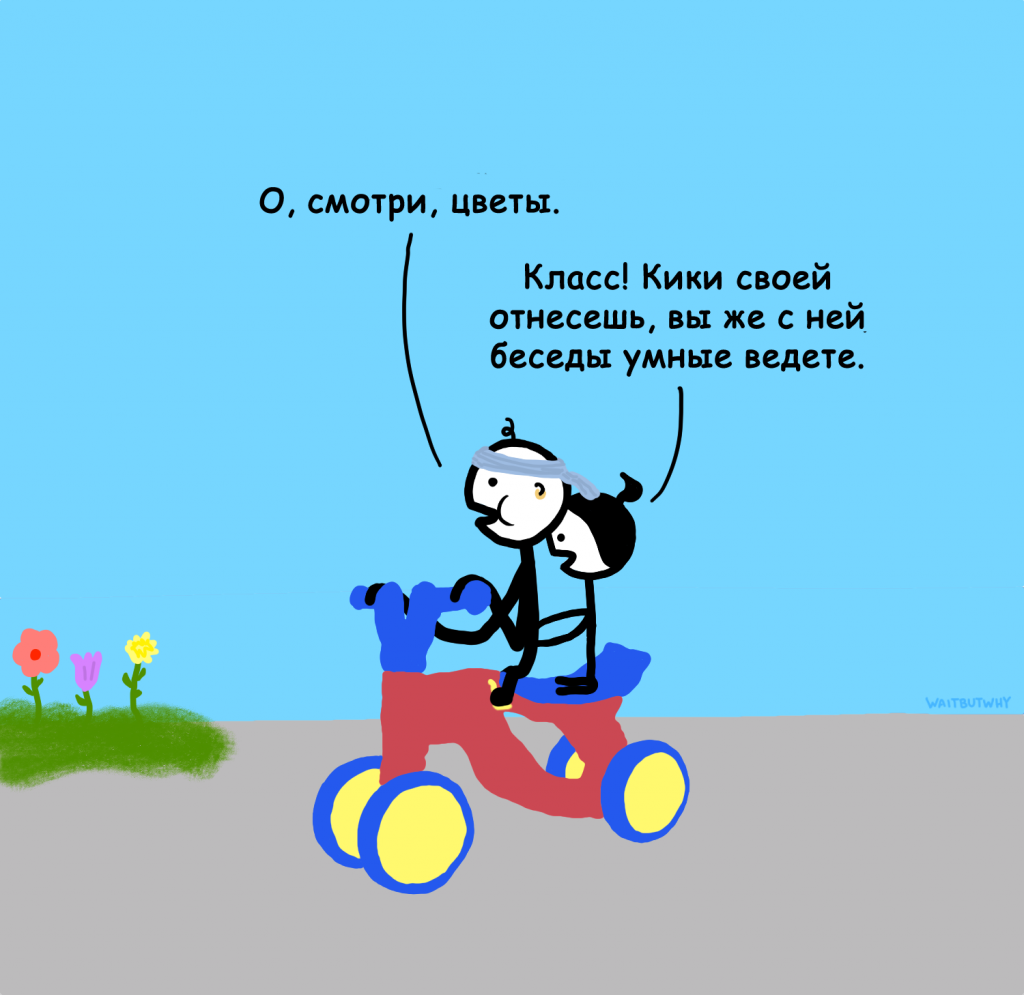 О, смотри, цветы.
Класс! Кики своей
отнесешь, вы же с ней
беседы умные ведете.
WAITBUTWHY